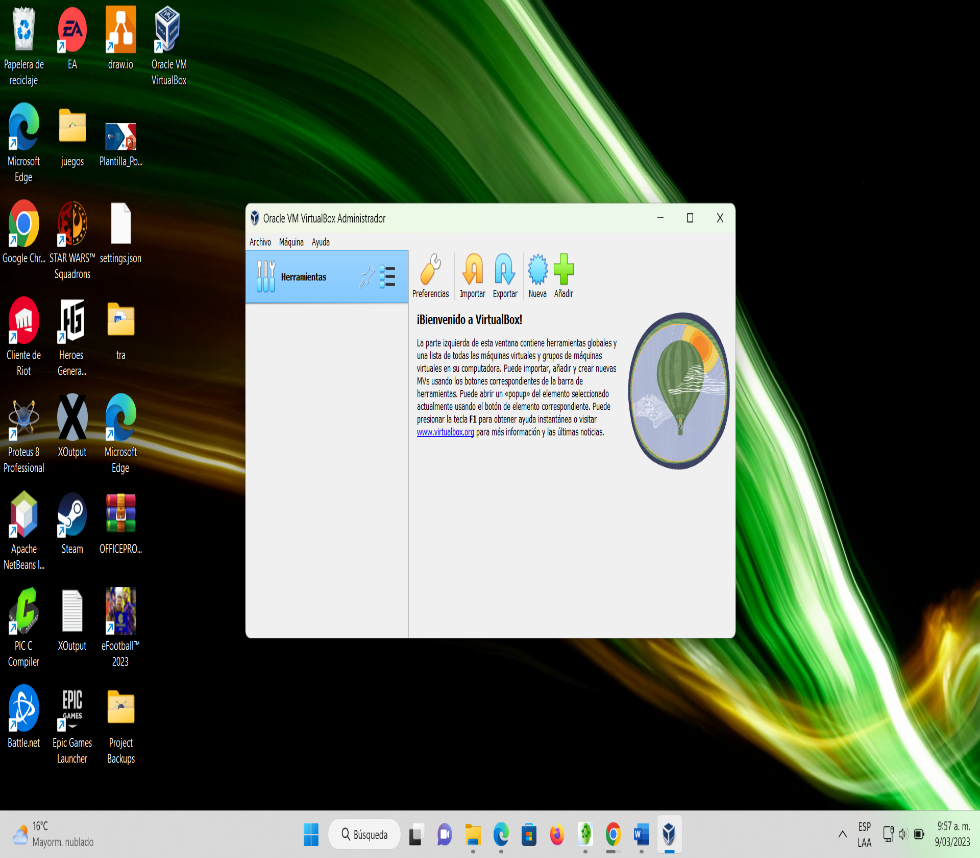 Papelera de
reciclaje
EA
draw.io
Oracle VM
VirtualBox
Microsoft
Edge
juegos
Plantilla_Po...
Google Chr...
STAR WARS™
Squadrons
settings.json
Cliente de
Riot
Heroes
Genera...
tra
Proteus 8
Professional
XOutput
Microsoft
Edge
Apache
NetBeans I...
Steam
OFFICEPRO...
PIC C
Compiler
XOutput
eFootball™
2023
Battle.net
EPIC
GAMES
Epic Games
Launcher
Project
Backups
Oracle VM VirtualBox Administrador
Archivo Máquina Ayuda
Herramientas
Preferencias Importar Exportar Nueva Añadir
¡Bienvenido a VirtualBox!
La parte izquierda de esta ventana contiene herramientas globales y
una lista de todas las máquinas virtuales y grupos de máquinas
virtuales en su computadora. Puede importar, añadir y crear nuevas
MVs usando los botones correspondientes de la barra de
herramientas. Puede abrir un «popup» del elemento seleccionado
actualmente usando el botón de elemento correspondiente. Puede
presionar la tecla F1 para obtener ayuda instantánea o visitar
www.virtualbox.org para más información y las últimas noticias.
16°C
Mayorm. nublado
Búsqueda
ESP
LAA
9:57 a. m.
9/03/2023